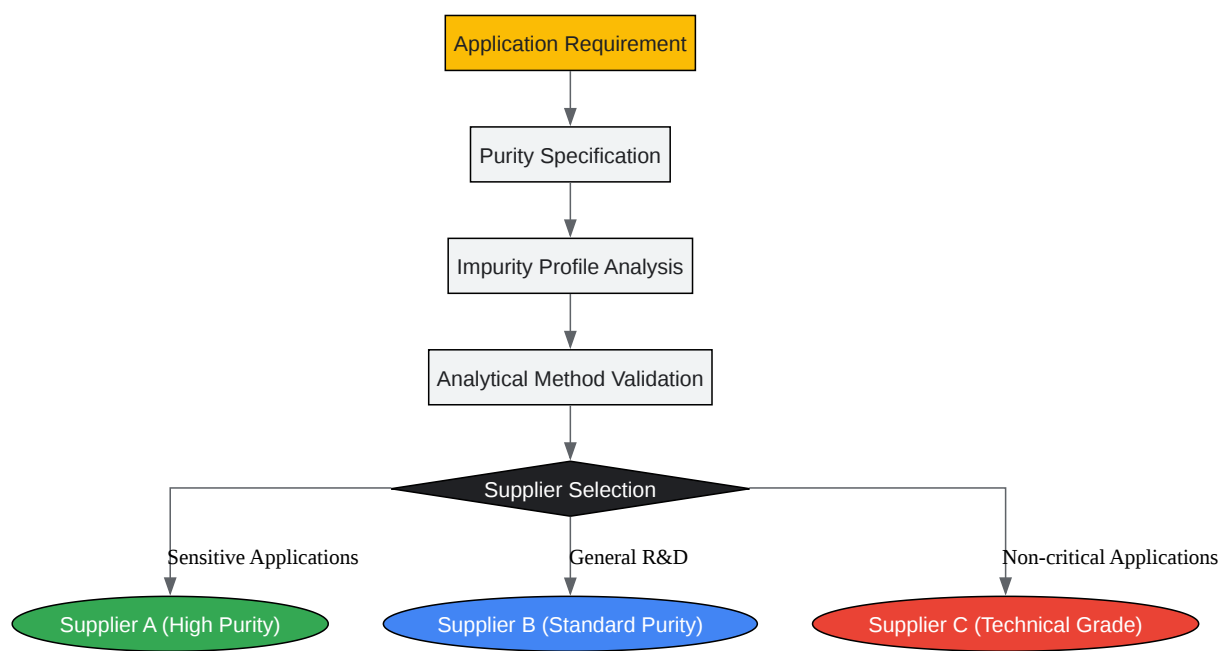 Application Requirement
Purity Specification
Impurity Profile Analysis
Analytical Method Validation
Supplier Selection
Sensitive Applications
General R&D
Non-critical Applications
Supplier A (High Purity)
Supplier B (Standard Purity)
Supplier C (Technical Grade)